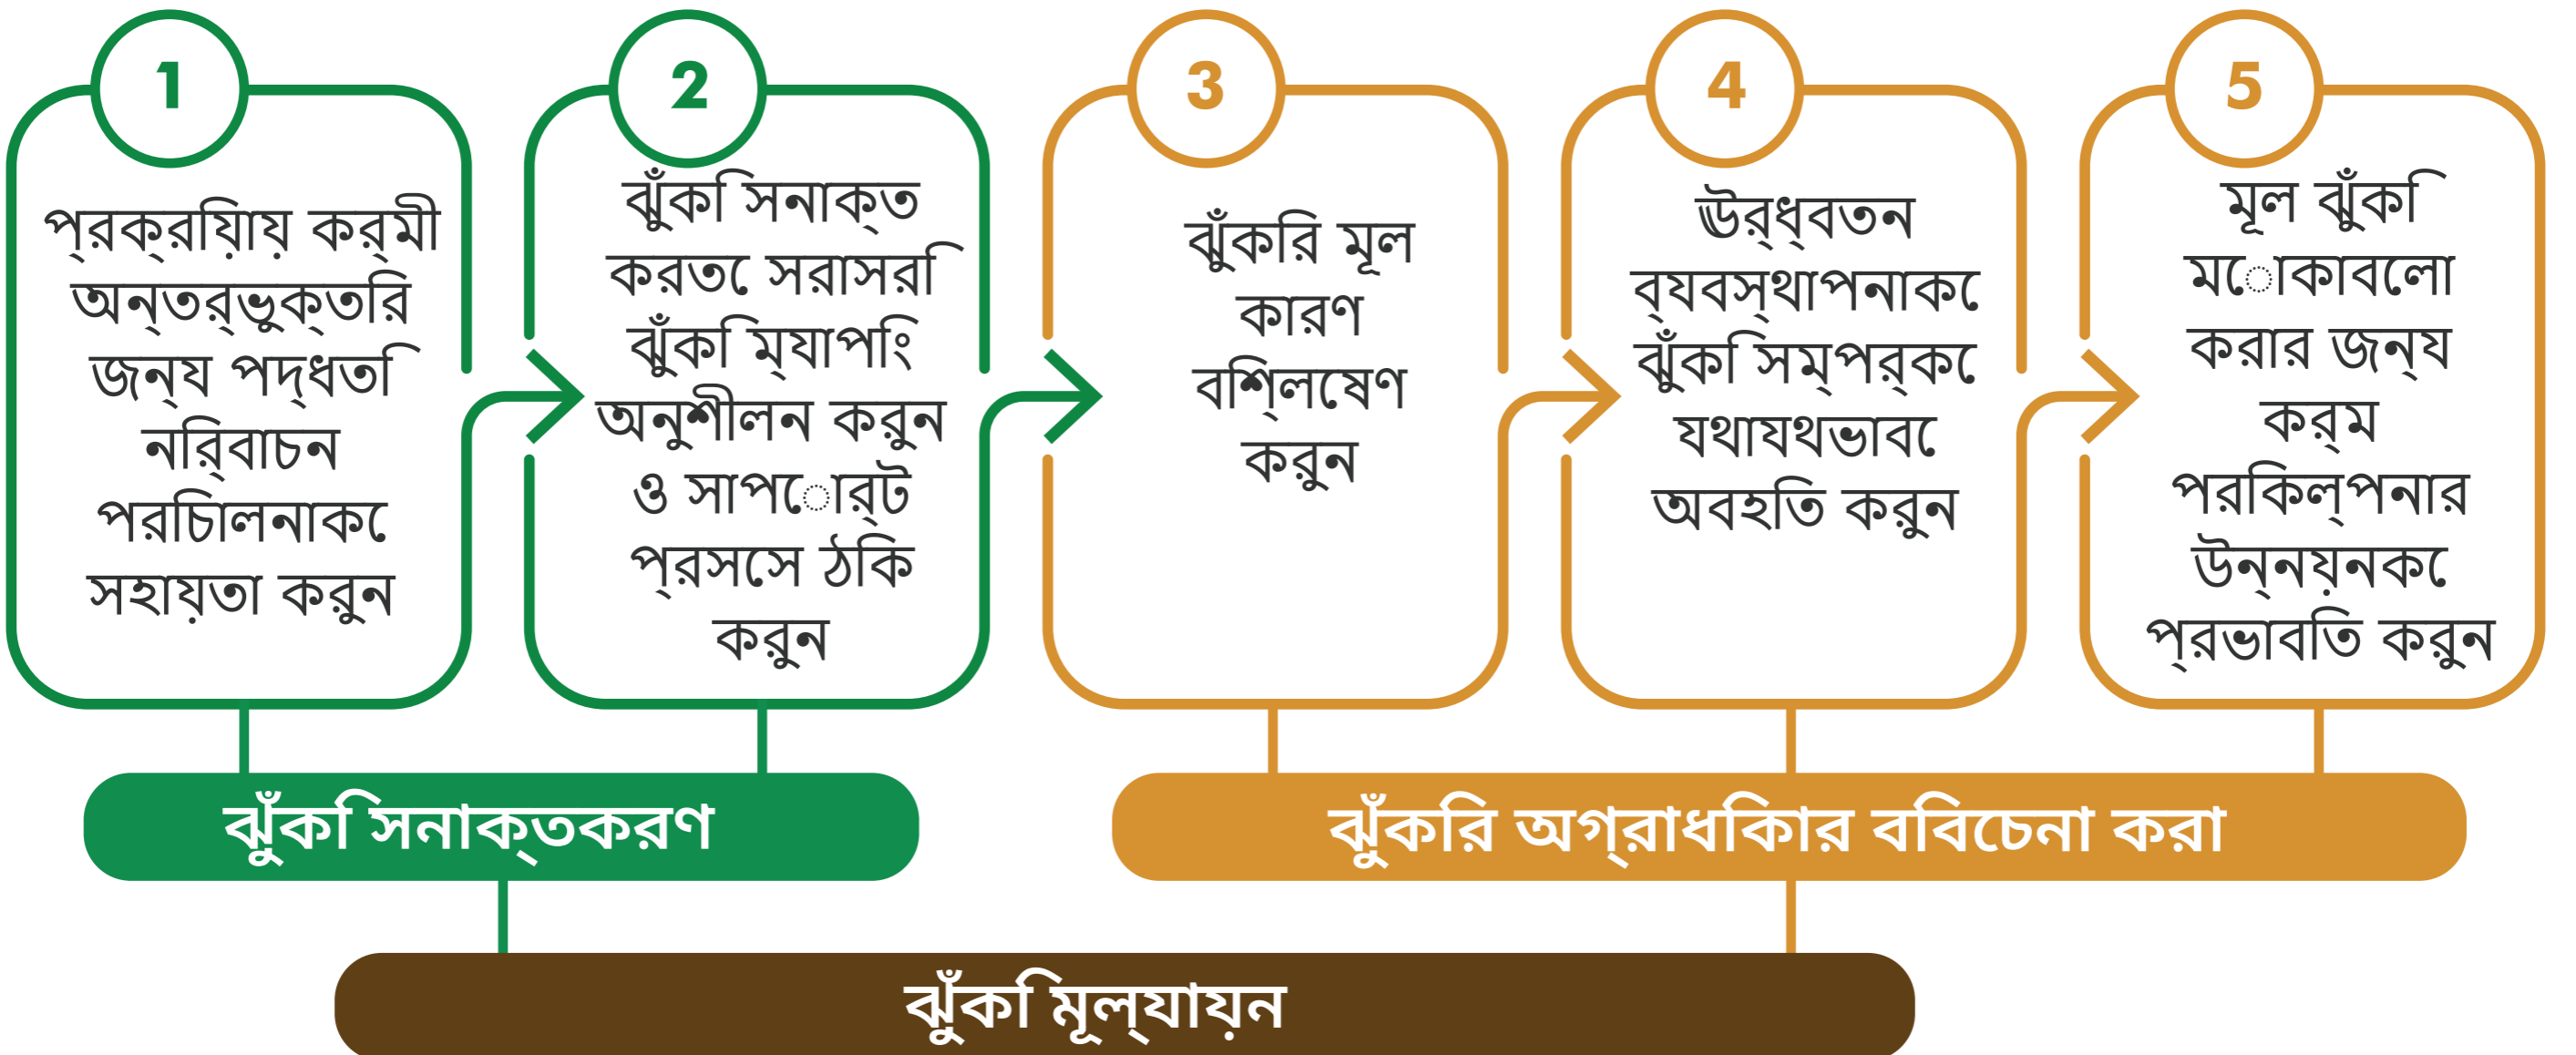 1
প্রক্রিয়ায় কর্মী
অন্তর্ভুক্তির
জন্য পদ্ধতি
নির্বাচন
পরিচালনাকে
সহায়তা করুন
2
ঝুঁকি সনাক্ত
করতে সরাসরি
ঝুঁকি ম্যাপিং
অনুশীলন করুন
ও সাপোর্ট
প্রসেস ঠিক
করুন
3
ঝুঁকির মূল
কারণ
বিশ্লেষণ
করুন
4
ঊর্ধ্বতন
ব্যবস্থাপনাকে
ঝুঁকি সম্পর্কে
যথাযথভাবে
অবহিত করুন
5
মূল ঝুঁকি
মোকাবেলা
করার জন্য
কর্ম
পরিকল্পনার
উন্নয়নকে
প্রভাবিত করুন
ঝুঁকি সনাক্তকরণ
ঝুঁকির অগ্রাধিকার বিবেচনা করা
ঝুঁকি মূল্যায়ন